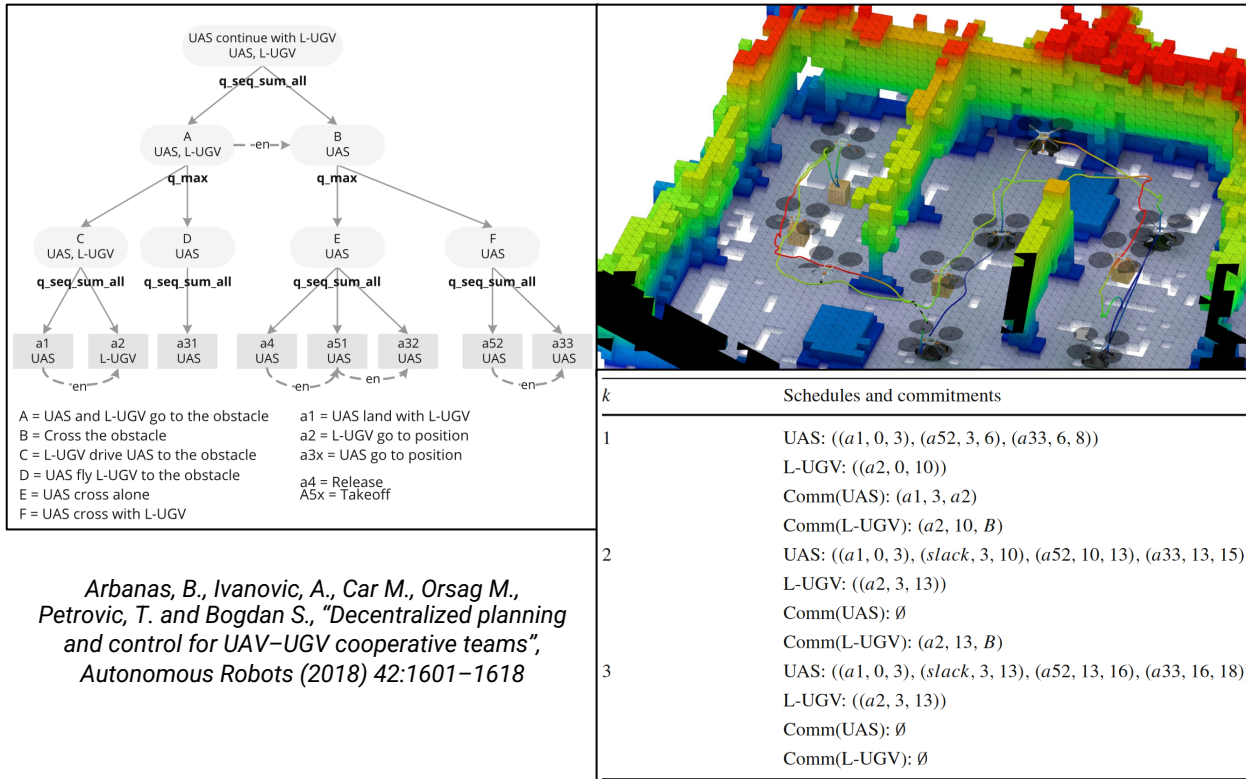 UAS continue with L-UGV
UAS, L-UGV
q_seq_sum_all
A
UAS, L-UGV
en
B
UAS
q_max
q_max
C
UAS, L-UGV
D
UAS
E
UAS
F
UAS
q_seq_sum_all
q_seq_sum_all
q_seq_sum_all
q_seq_sum_all
a1
UAS
a2
L-UGV
a31
UAS
a4
UAS
a51
UAS
a32
UAS
a52
UAS
a33
UAS
en
en
en
en
A = UAS and L-UGV go to the obstacle
B = Cross the obstacle
C = L-UGV drive UAS to the obstacle
D = UAS fly L-UGV to the obstacle
E = UAS cross alone
F = UAS cross with L-UGV
a1 = UAS land with L-UGV
a2 = L-UGV go to position
a3x = UAS go to position
a4 = Release
A5x = Takeoff
Arbanas, B., Ivanovic, A., Car M., Orsag M.,
Petrovic, T. and Bogdan S., “Decentralized planning
and control for UAV–UGV cooperative teams”,
Autonomous Robots (2018) 42:1601–1618
k Schedules and commitments
1 UAS: ((a1, 0, 3), (a52, 3, 6), (a33, 6, 8))
L-UGV: ((a2, 0, 10))
Comm(UAS): (a1, 3, a2)
Comm(L-UGV): (a2, 10, B)
2 UAS: ((a1, 0, 3), (slack, 3, 10), (a52, 10, 13), (a33, 13, 15)
L-UGV: ((a2, 3, 13))
Comm(UAS): Ø
Comm(L-UGV): (a2, 13, B)
3 UAS: ((a1, 0, 3), (slack, 3, 13), (a52, 13, 16), (a33, 16, 18)
L-UGV: ((a2, 3, 13))
Comm(UAS): Ø
Comm(L-UGV): Ø